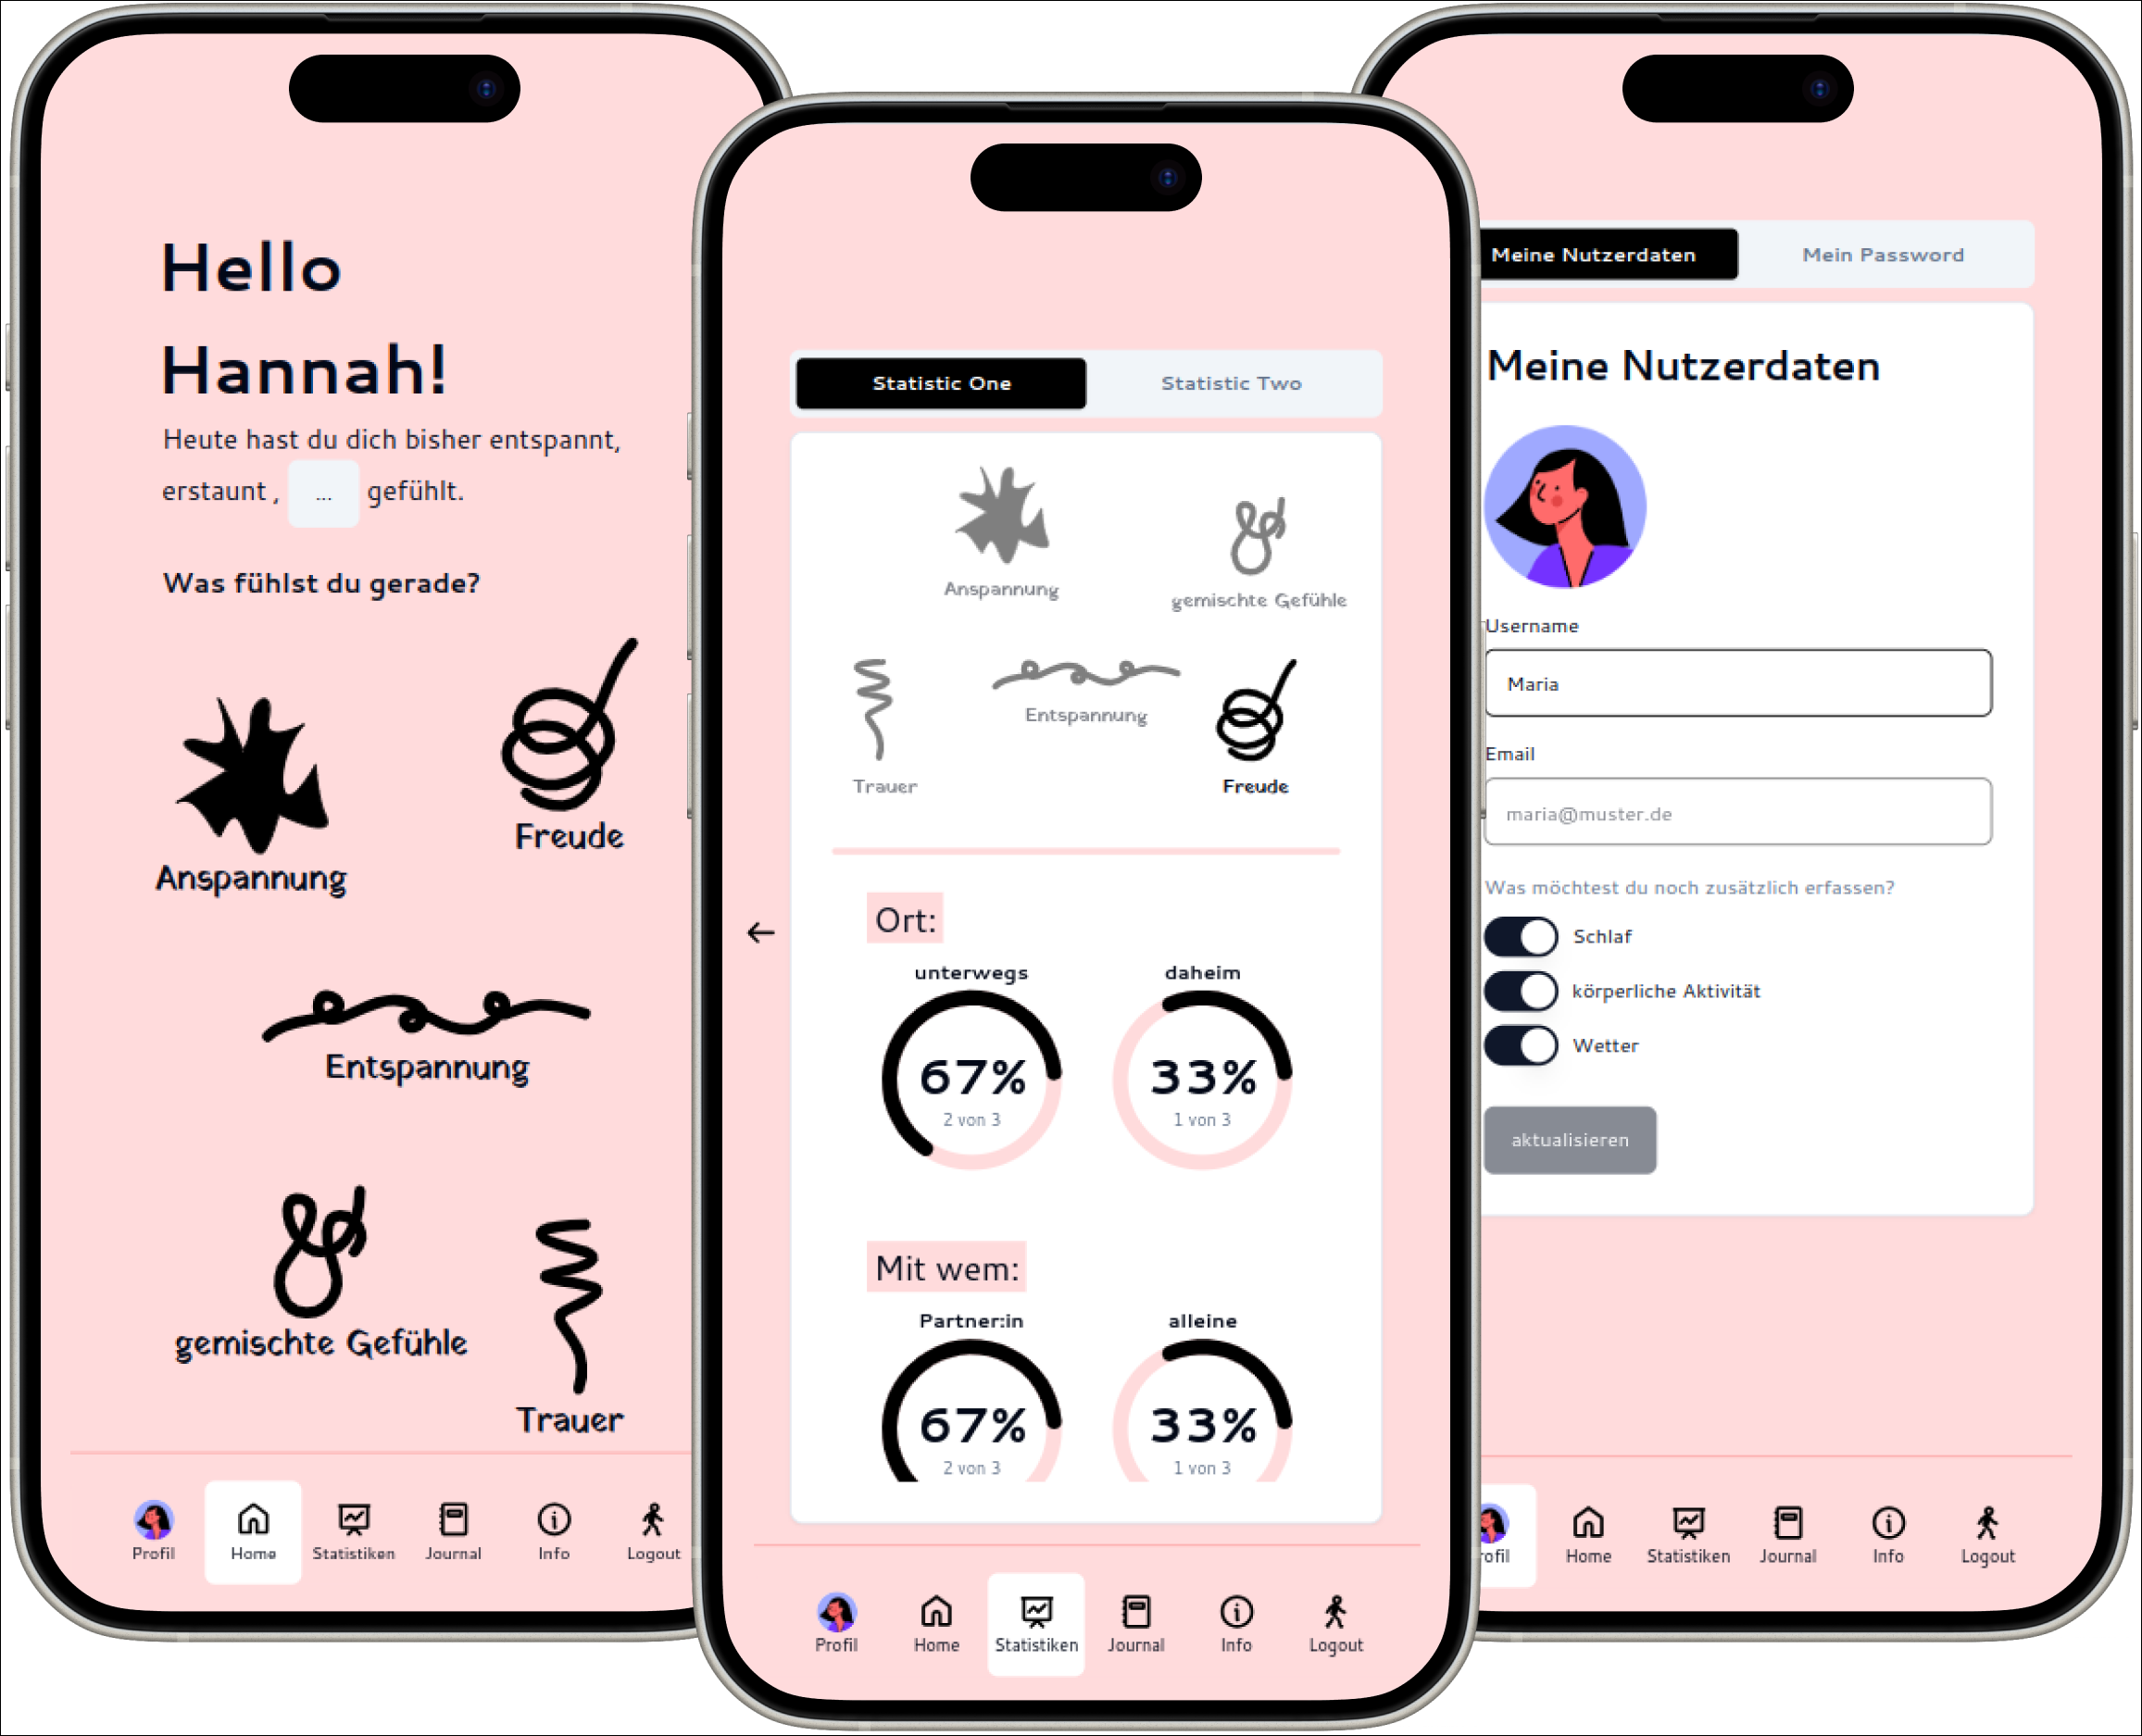 Hello
Hannah!
Heute hast du dich bisher entspannt,
erstaunt , ... gefühlt.
Was fühlst du gerade?
Freude
Anspannung
Entspannung
gemischte Gefühle
Trauer
Profil
Home
Statistiken
Journal
Info
Logout
Statistic One
Statistic Two
Anspannung
gemischte Gefühle
Entspannung
Trauer
Freude
Ort:
unterwegs
daheim
67%
33%
2 von 3
1 von 3
Mit wem:
Partner:in
alleine
67%
33%
2 von 3
1 von 3
Profil
Home
Statistiken
Journal
Info
Logout
Meine Nutzerdaten
Mein Password
Meine Nutzerdaten
Username
Maria
Email
maria@muster.de
Was möchtest du noch zusätzlich erfassen?
Schlaf
körperliche Aktivität
Wetter
aktualisieren
ofil
Home
Statistiken
Journal
Info
Logout